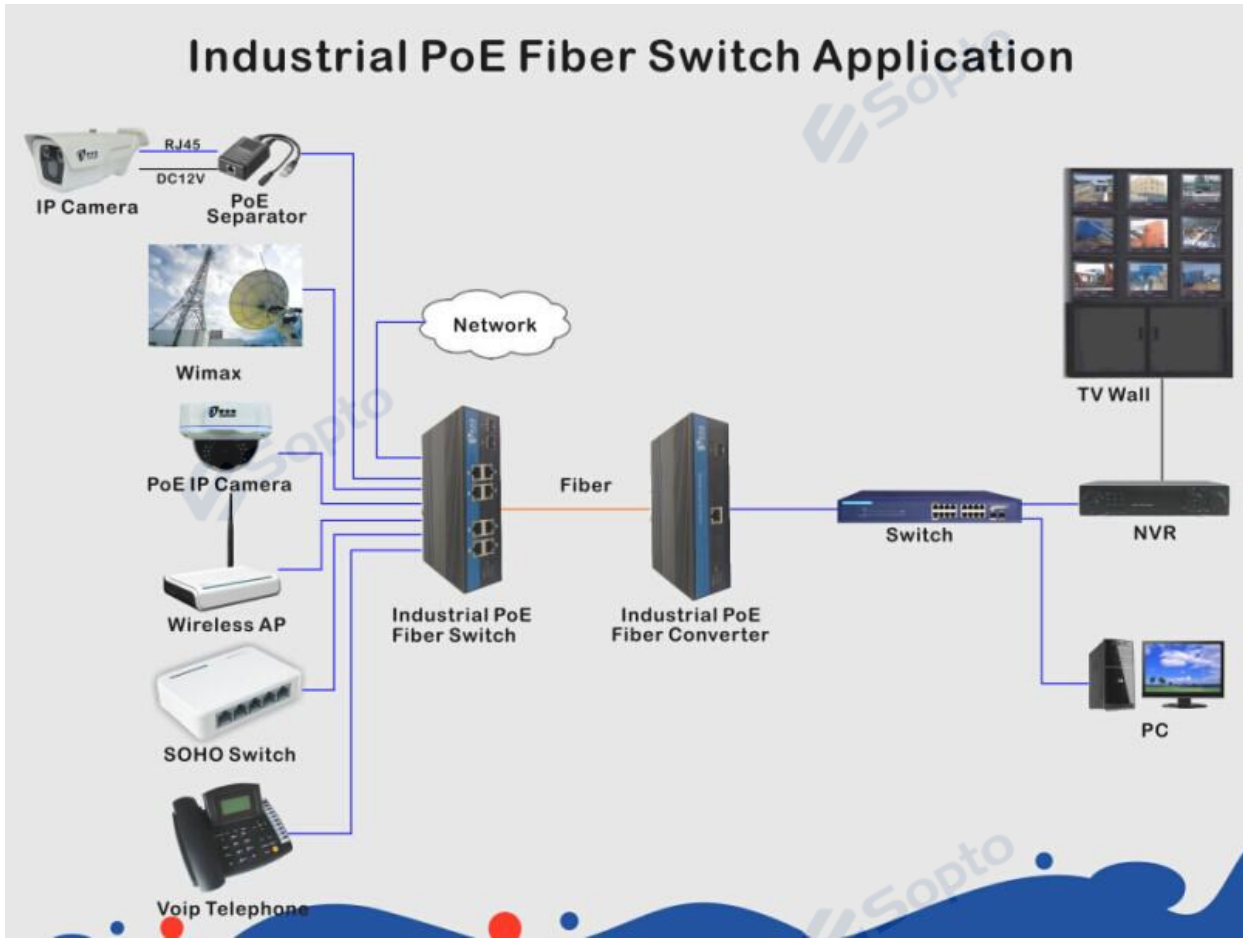 Industrial PoE Fiber Switch Application
Sopto
RJ45
DC12V
IP Camera
PoE
Separator
Wimax
Network
TV Wall
Sopto
PoE IP Camera
Fiber
Switch
NVR
Wireless AP
Industrial PoE
Fiber Switch
Industrial PoE
Fiber Converter
SOHO Switch
PC
Voip Telephone
Sopto